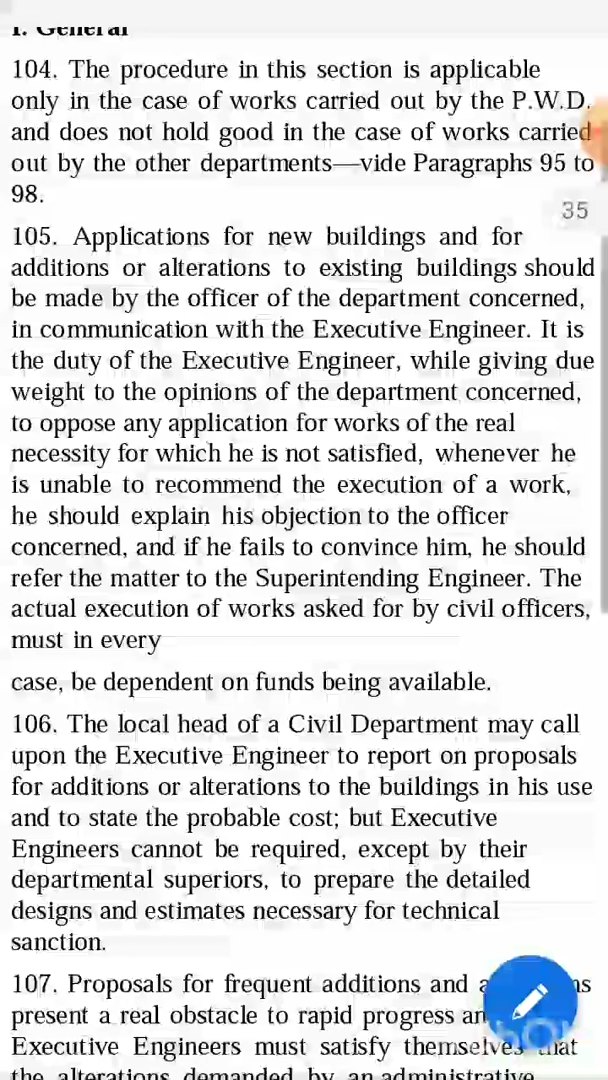 I. General
104. The procedure in this section is applicable
only in the case of works carried out by the P.W.D.
and does not hold good in the case of works carried
out by the other departments—vide Paragraphs 95 to
98.
35
105. Applications for new buildings and for
additions or alterations to existing buildings should
be made by the officer of the department concerned,
in communication with the Executive Engineer. It is
the duty of the Executive Engineer, while giving due
weight to the opinions of the department concerned,
to oppose any application for works of the real
necessity for which he is not satisfied, whenever he
is unable to recommend the execution of a work,
he should explain his objection to the officer
concerned, and if he fails to convince him, he should
refer the matter to the Superintending Engineer. The
actual execution of works asked for by civil officers,
must in every
case, be dependent on funds being available.
106. The local head of a Civil Department may call
upon the Executive Engineer to report on proposals
for additions or alterations to the buildings in his use
and to state the probable cost; but Executive
Engineers cannot be required, except by their
departmental superiors, to prepare the detailed
designs and estimates necessary for technical
sanction.
107. Proposals for frequent additions and
present a real obstacle to rapid progress
Executive Engineers must satisfy themselves that
the alterations demanded by an administrative